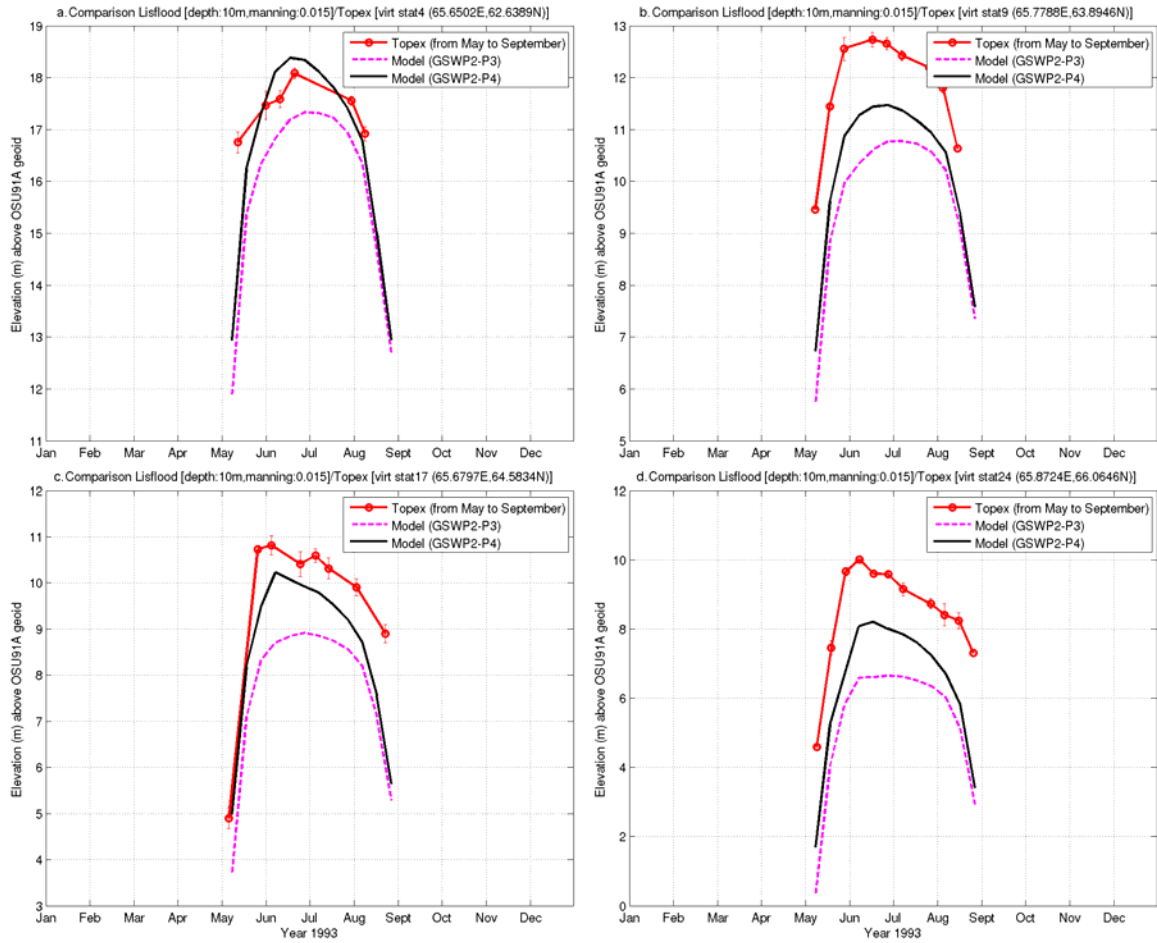 a. Comparison Lisflood [depth:10m,manning:0.015]/Topex [virt stat4 (65.6502E,62.6389N)]
19
18
17
16
15
14
13
12
11
Elevation (m) above OSU91A geoid
Topex (from May to September)
Model (GSWP2-P3)
Model (GSWP2-P4)
Jan Feb Mar Apr May Jun Jul Aug Sept Oct Nov Dec
b. Comparison Lisflood [depth:10m,manning:0.015]/Topex [virt stat9 (65.7788E,63.8946N)]
13
12
11
10
9
8
7
6
5
Elevation (m) above OSU91A geoid
Topex (from May to September)
Model (GSWP2-P3)
Model (GSWP2-P4)
Jan Feb Mar Apr May Jun Jul Aug Sept Oct Nov Dec
c. Comparison Lisflood [depth:10m,manning:0.015]/Topex [virt stat17 (65.6797E,64.5834N)]
12
11
10
9
8
7
6
5
4
3
Elevation (m) above OSU91A geoid
Topex (from May to September)
Model (GSWP2-P3)
Model (GSWP2-P4)
Jan Feb Mar Apr May Jun Jul Aug Sept Oct Nov Dec
Year 1993
d. Comparison Lisflood [depth:10m,manning:0.015]/Topex [virt stat24 (65.8724E,66.0646N)]
12
10
8
6
4
2
0
Elevation (m) above OSU91A geoid
Topex (from May to September)
Model (GSWP2-P3)
Model (GSWP2-P4)
Jan Feb Mar Apr May Jun Jul Aug Sept Oct Nov Dec
Year 1993